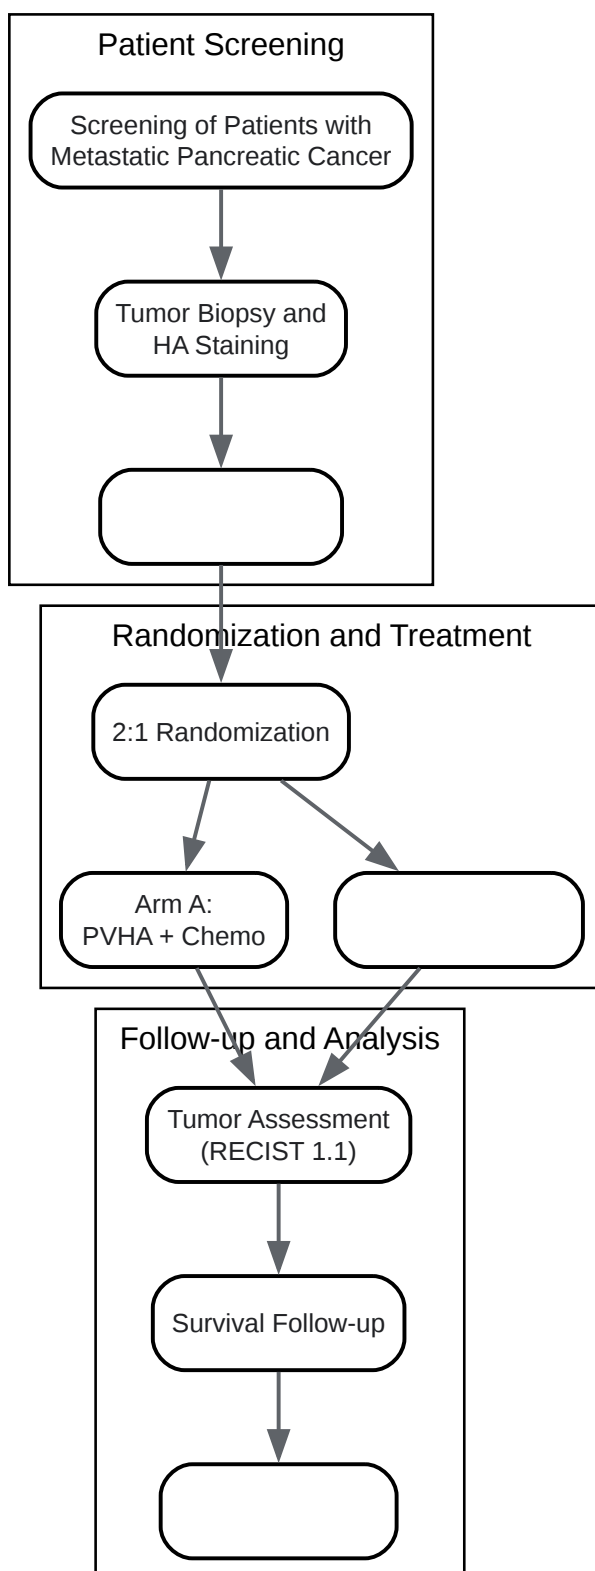 Patient Screening
Screening of Patients with
Metastatic Pancreatic Cancer
Tumor Biopsy and
HA Staining
Randomization and Treatment
2:1 Randomization
Arm A:
PVHA + Chemo
Follow-up and Analysis
Tumor Assessment
(RECIST 1.1)
Survival Follow-up